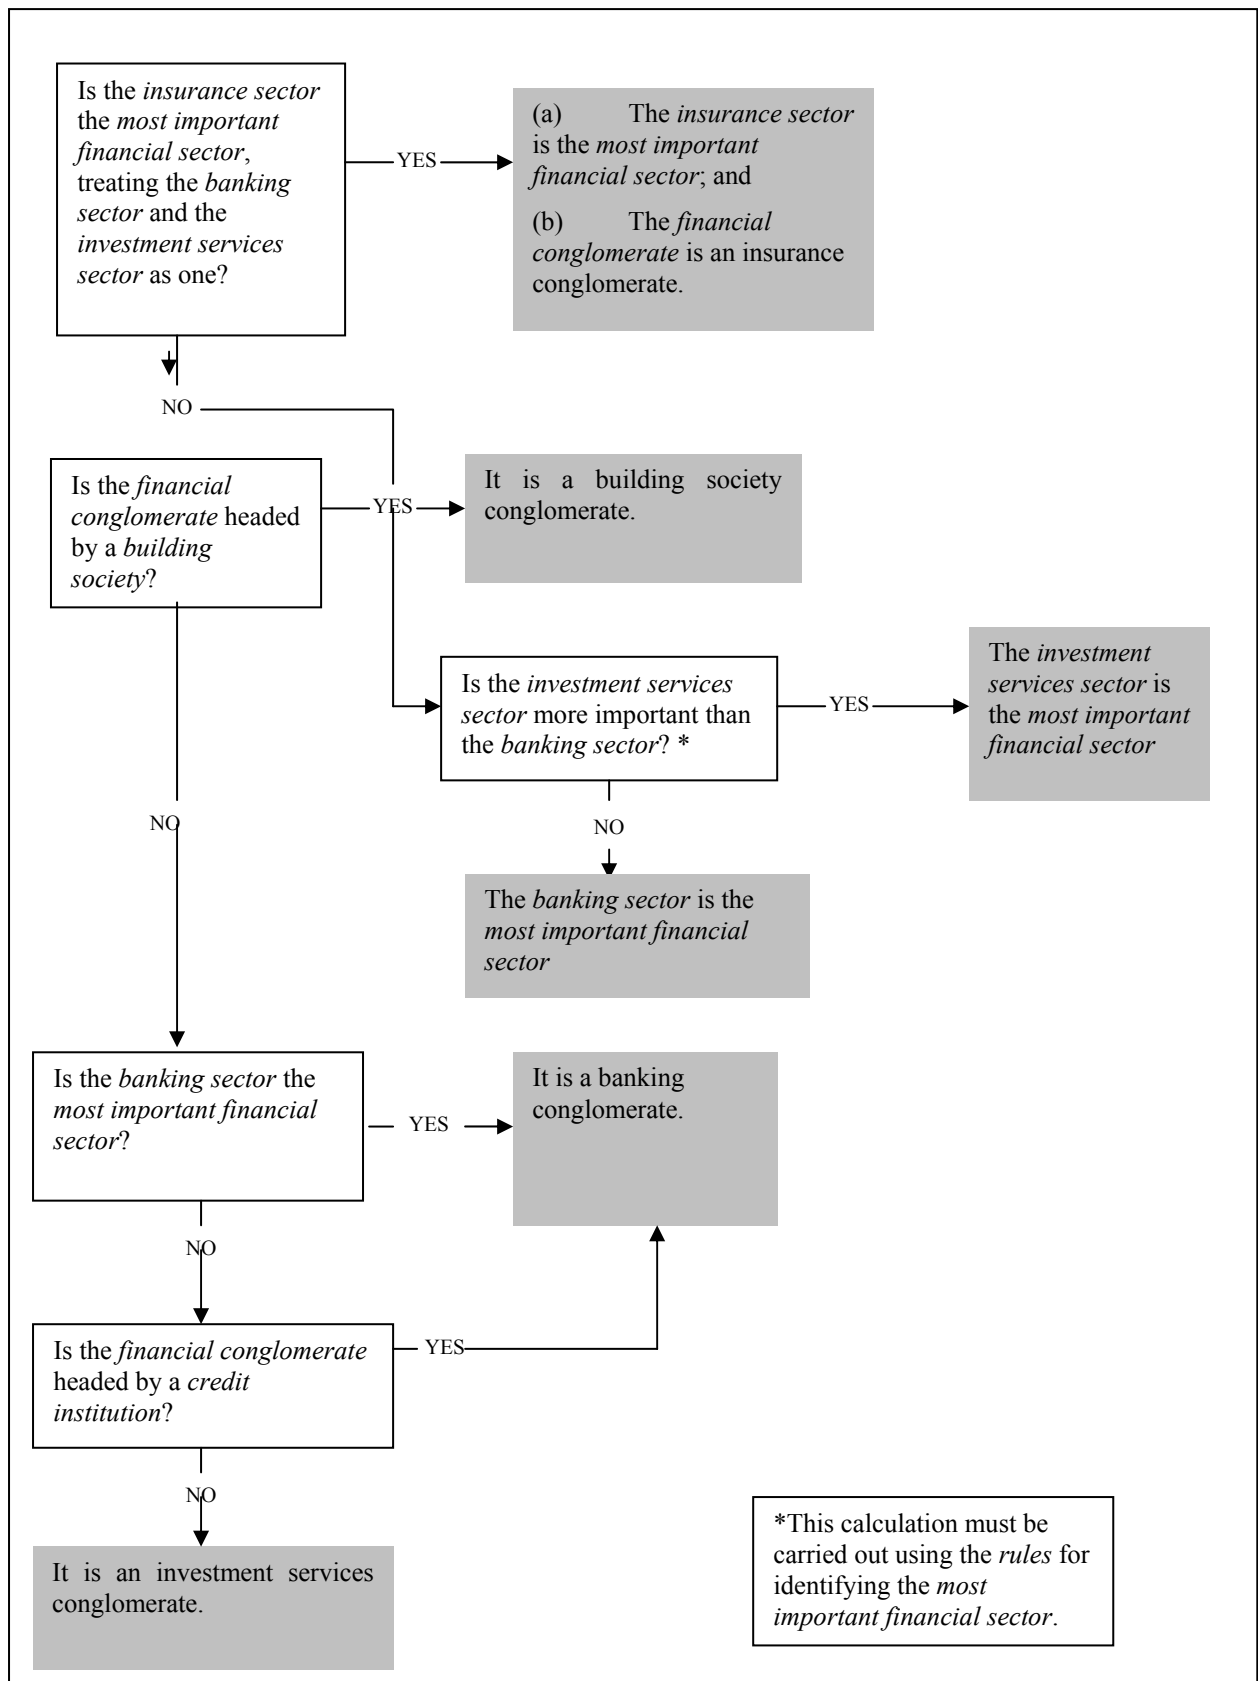 Is the insurance sector
the most important
financial sector,
treating the banking
sector and the
investment services
sector as one?
YES
(a) The insurance sector
is the most important
financial sector; and
(b) The financial
conglomerate is an insurance
conglomerate.
NO
Is the financial
conglomerate headed
by a building
society?
YES
It is a building society
conglomerate.
Is the investment services
sector more important than
the banking sector? *
YES
The investment
services sector is
the most important
financial sector
NO
NO
The banking sector is the
most important financial
sector
Is the banking sector the
most important financial
sector?
YES
It is a banking
conglomerate.
NO
Is the financial conglomerate
headed by a credit
institution?
YES
NO
It is an investment services
conglomerate.
*This calculation must be
carried out using the rules for
identifying the most
important financial sector.